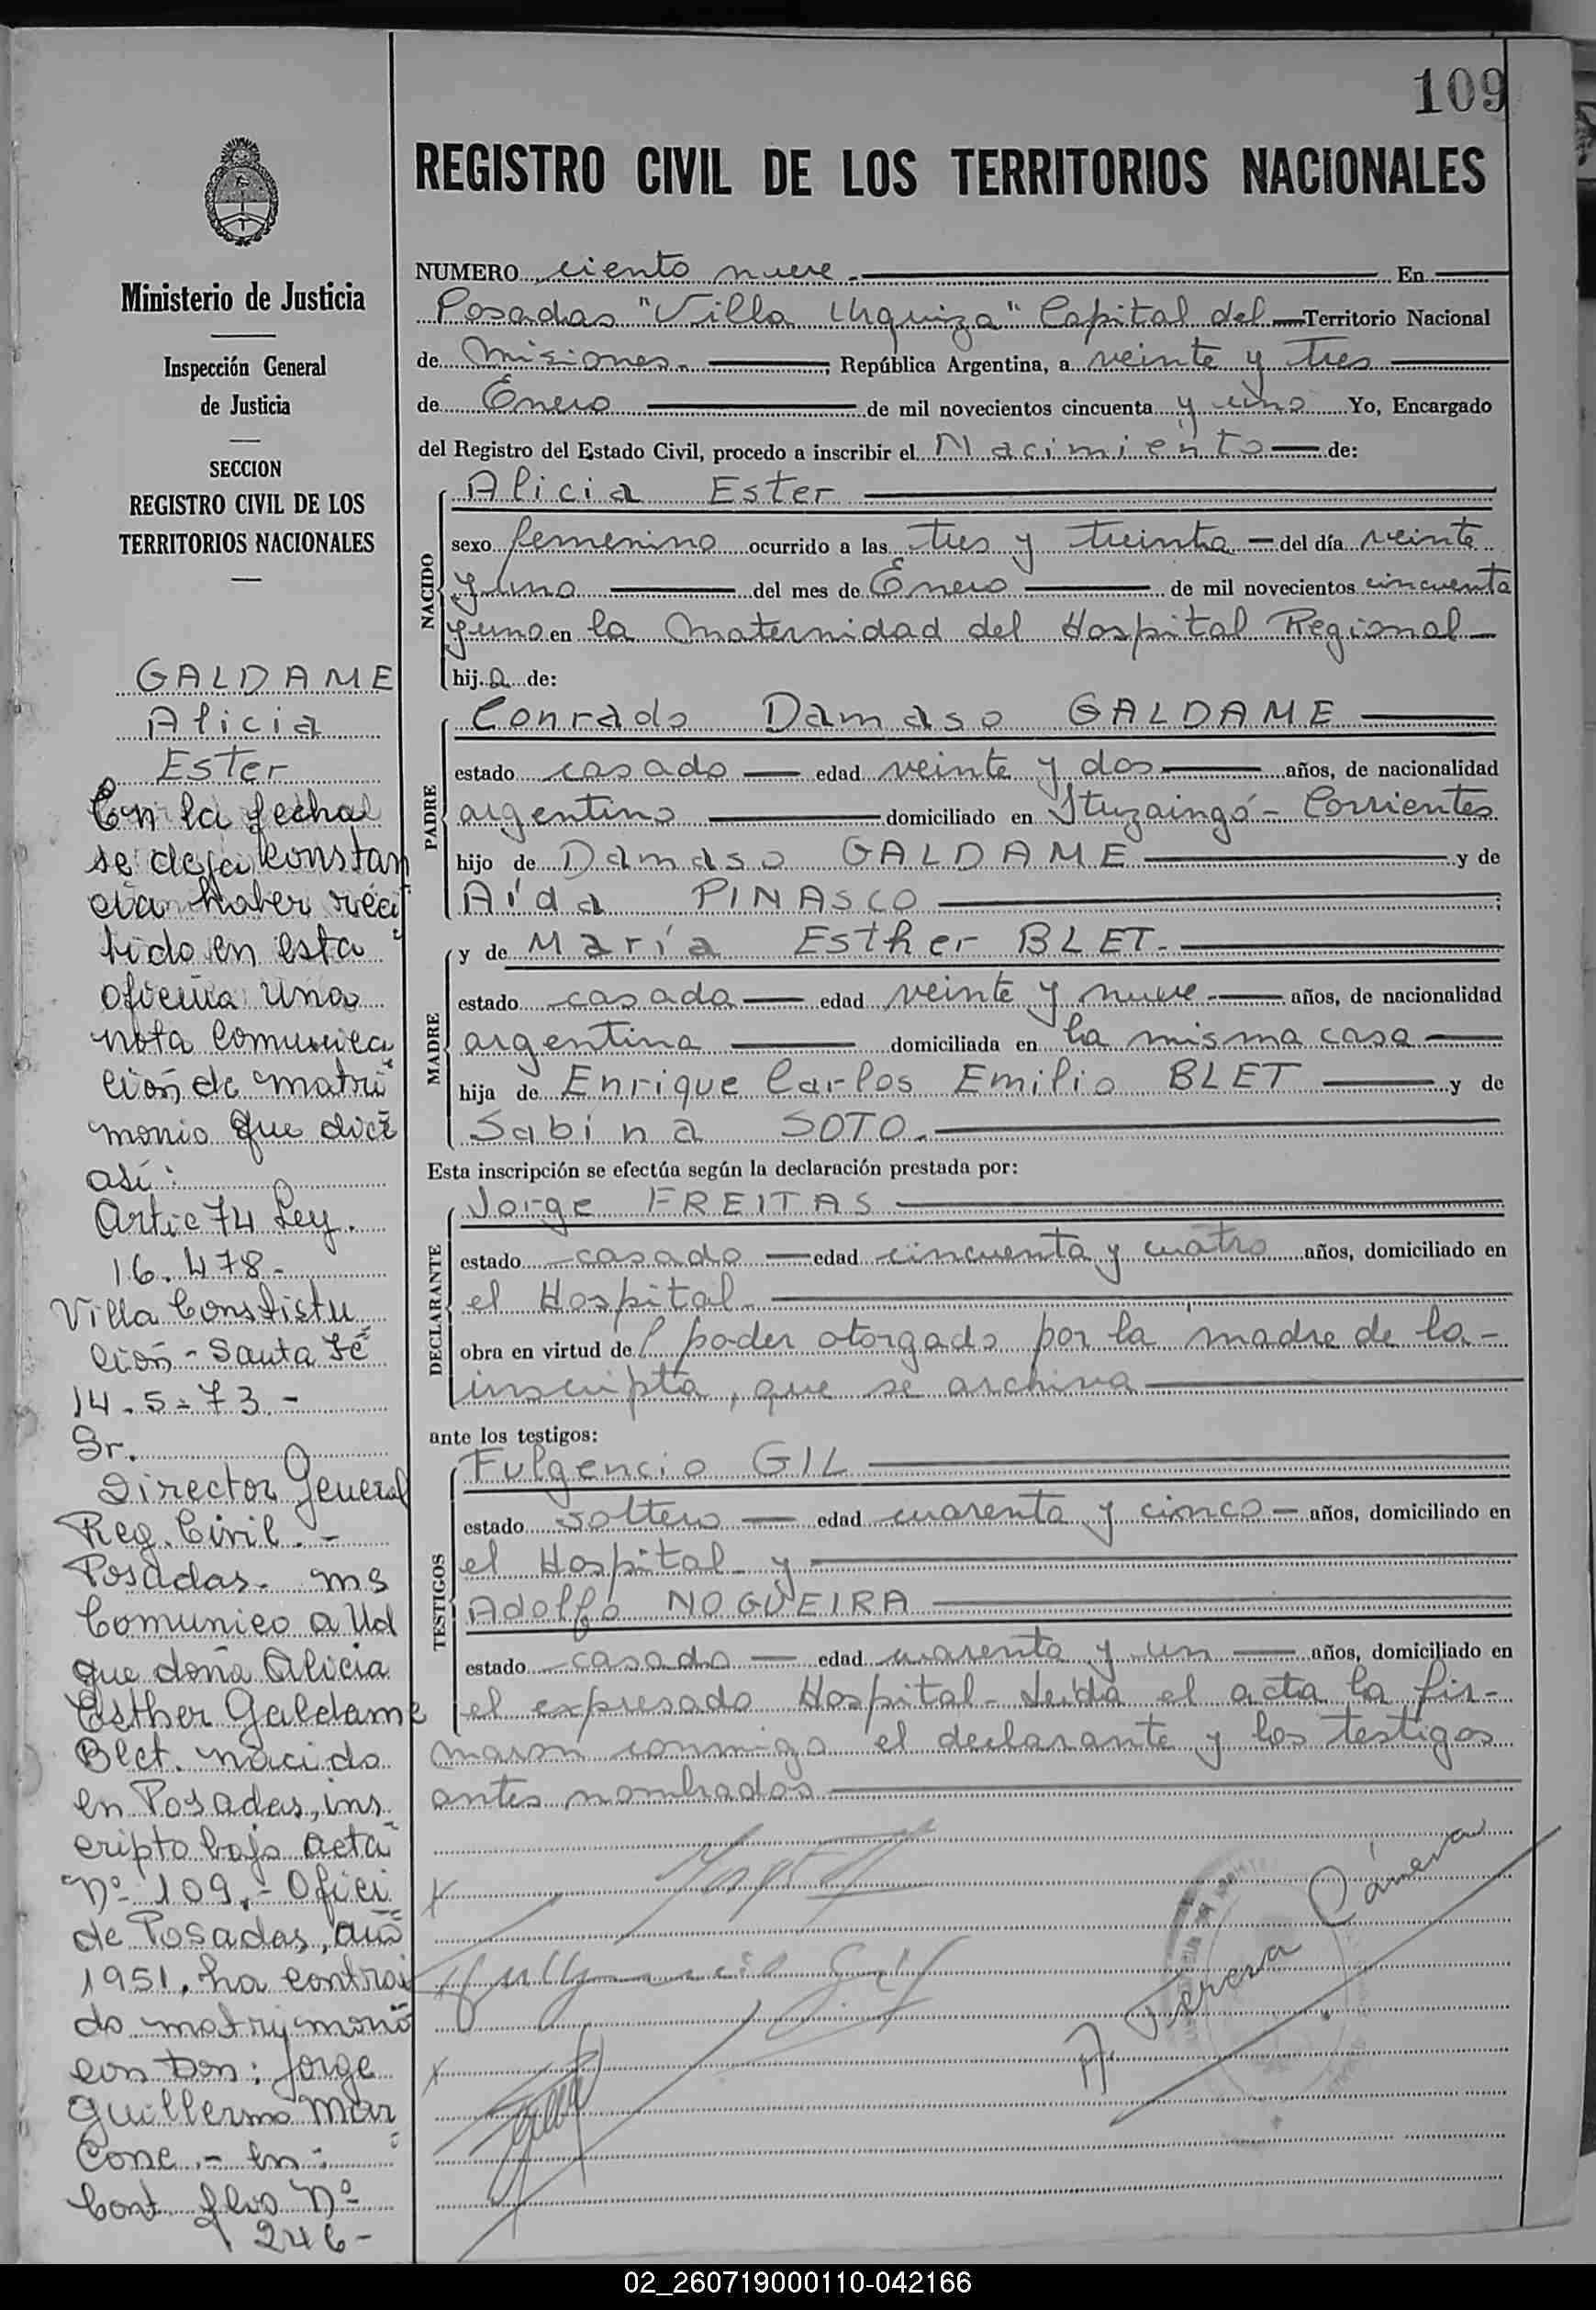 109
REGISTRO CIVIL DE LOS TERRITORIOS NACIONALES
Ministerio de Justicia
Inspección General
de Justicia
SECCION
REGISTRO CIVIL DE LOS
TERRITORIOS NACIONALES
GALDAME
Alicia
Ester
En la fecha
se deja constan
cia haber reci
bido en esta
oficina una
nota comunica
ción de matri
monio que dice
así:
Artic 74 Ley.
16.478.-
Villa Constistu
ción - Santa Fé
14-5-73-
Sr.
Director General
Reg. Civil.-
Posadas. ms
Comunico a Ud
que doña Alicia
Esther Galdame
Blet. nacida
en Posadas, ins
cripto bajo acta
Nº 109.- Ofici
de Posadas, año
1951, ha contrai
do matrymonio
con Don: Jorge
Guillermo Mar
Cone.- en:
Cont. flio Nº
246-
NUMERO ciento nueve.- En
Posadas "Villa Urquiza" Capital del Territorio Nacional
de Misiones.- , República Argentina, a veinte y tres
de Enero de mil novecientos cincuenta y uno Yo, Encargado
del Registro del Estado Civil, procedo a inscribir el Nacimiento de:
NACIDO
Alicia Ester
sexo femenino ocurrido a las tres y treinta del día veinte
y uno del mes de Enero de mil novecientos cincuenta
y uno en la Maternidad del Hospital Regional
hija de:
PADRE
Conrado Damaso GALDAME
estado casado edad veinte y dos años, de nacionalidad
argentino domiciliado en Ituzaingó - Corrientes
hijo de Damaso GALDAME y de
Aída PINASCO ;
MADRE
y de María Esther BLET.-
estado casada edad veinte y nueve.- años, de nacionalidad
argentina domiciliada en la misma casa
hija de Enrique Carlos Emilio BLET y de
Sabina SOTO.-
Esta inscripción se efectúa según la declaración prestada por:
DECLARANTE
Jorge FREITAS
estado casado edad cincuenta y cuatro años, domiciliado en
el Hospital-
obra en virtud del poder otorgado por la madre de la-
inscripta, que se archiva
ante los testigos:
TESTIGOS
Fulgencio GIL
estado soltero edad cuarenta y cinco años, domiciliado en
el Hospital- y
Adolfo NOGUEIRA
estado casado edad cuarenta y un años, domiciliado en
el expresado Hospital- Leída el acta la fir-
maron conmigo el declarante y los testigos
antes nombrados
Fulgencio Gil
A. Teresa Cáneva
02_260719000110-042166